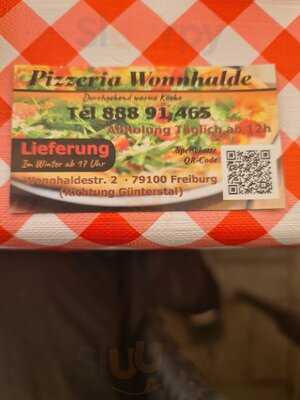 Pizzeria Wonnhalde
Durchgehend warme Küche
Tel 888 91 465
Abholung Täglich ab 12h
Lieferung
Im Winter ab 17 Uhr
QR-Code
Wonnhaldestr. 2 · 79100 Freiburg
(Richtung Günterstal)